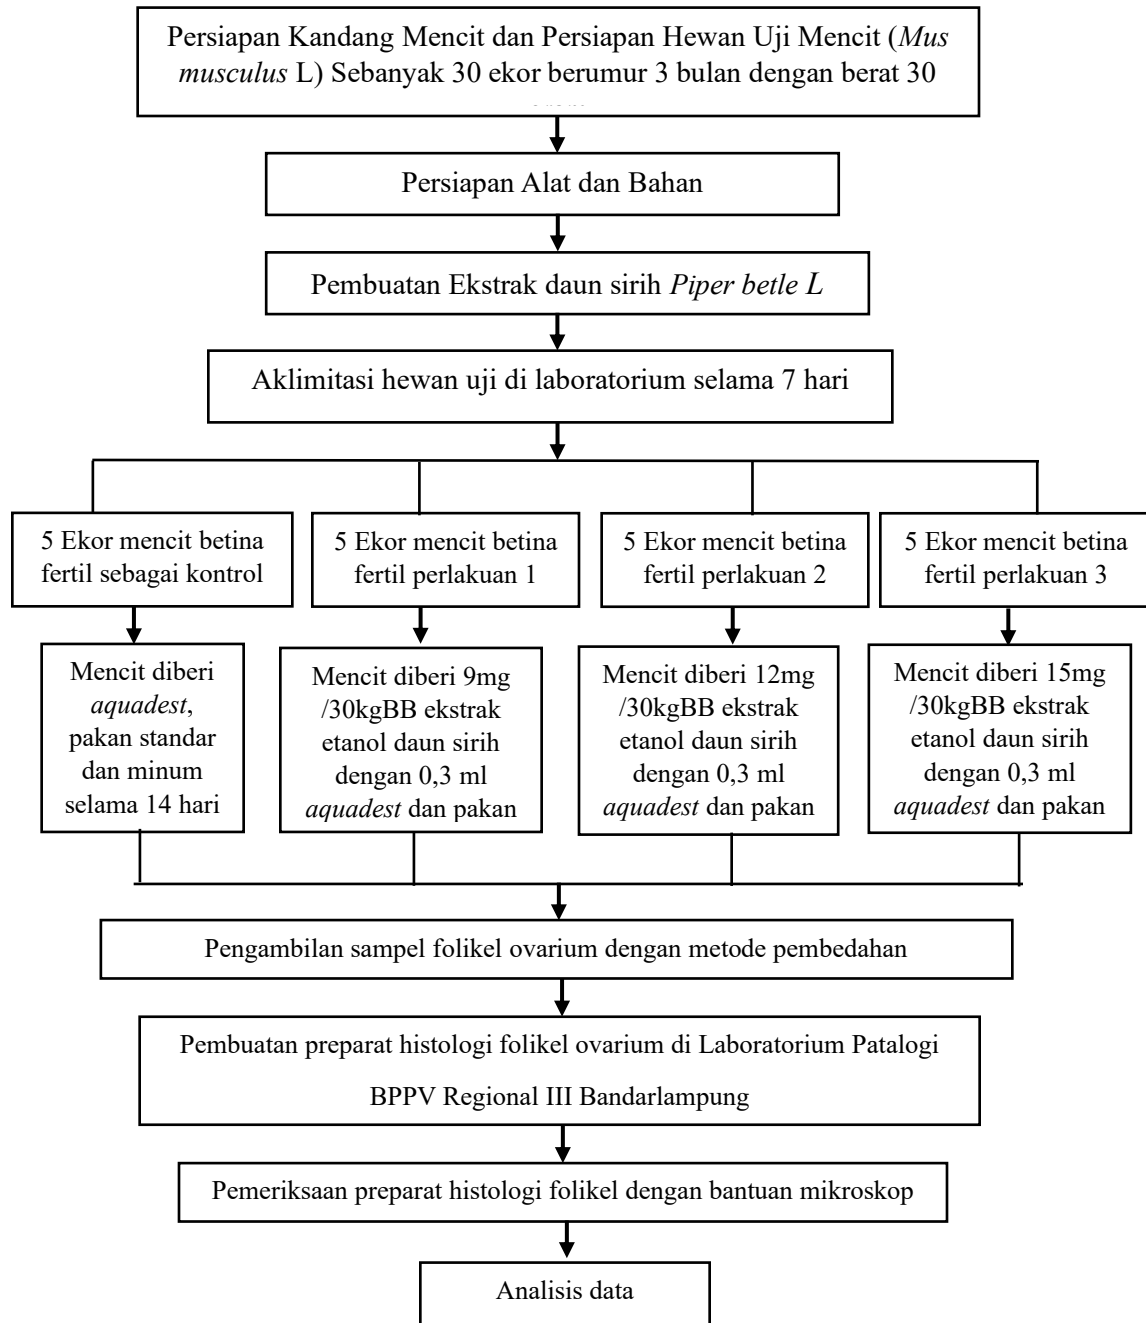 Persiapan Kandang Mencit dan Persiapan Hewan Uji Mencit (Mus
musculus L) Sebanyak 30 ekor berumur 3 bulan dengan berat 30
Persiapan Alat dan Bahan
Pembuatan Ekstrak daun sirih Piper betle L
Aklimitasi hewan uji di laboratorium selama 7 hari
5 Ekor mencit betina
fertil sebagai kontrol
5 Ekor mencit betina
fertil perlakuan 1
5 Ekor mencit betina
fertil perlakuan 2
5 Ekor mencit betina
fertil perlakuan 3
Mencit diberi
aquadest,
pakan standar
dan minum
selama 14 hari
Mencit diberi 9mg
/30kgBB ekstrak
etanol daun sirih
dengan 0,3 ml
aquadest dan pakan
Mencit diberi 12mg
/30kgBB ekstrak
etanol daun sirih
dengan 0,3 ml
aquadest dan pakan
Mencit diberi 15mg
/30kgBB ekstrak
etanol daun sirih
dengan 0,3 ml
aquadest dan pakan
Pengambilan sampel folikel ovarium dengan metode pembedahan
Pembuatan preparat histologi folikel ovarium di Laboratorium Patalogi
BPPV Regional III Bandarlampung
Pemeriksaan preparat histologi folikel dengan bantuan mikroskop
Analisis data